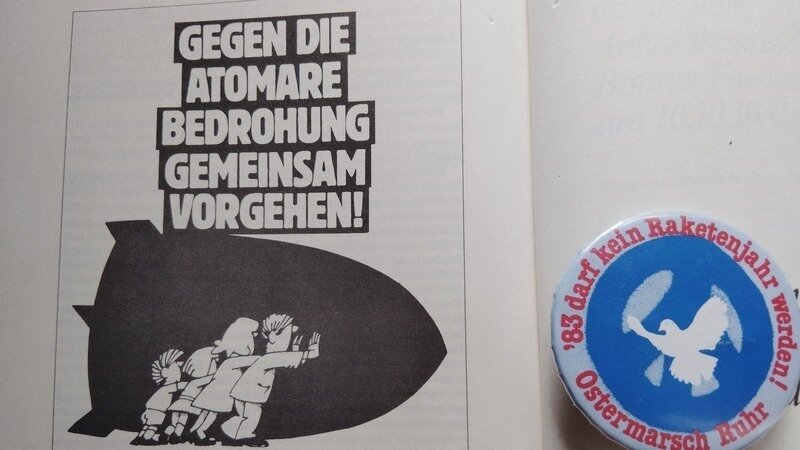 GEGEN DIE
ATOMARE
BEDROHUNG
GEMEINSAM
VORGEHEN!
'83 darf kein Raketenjahr werden!
Ostermarsch Ruhr